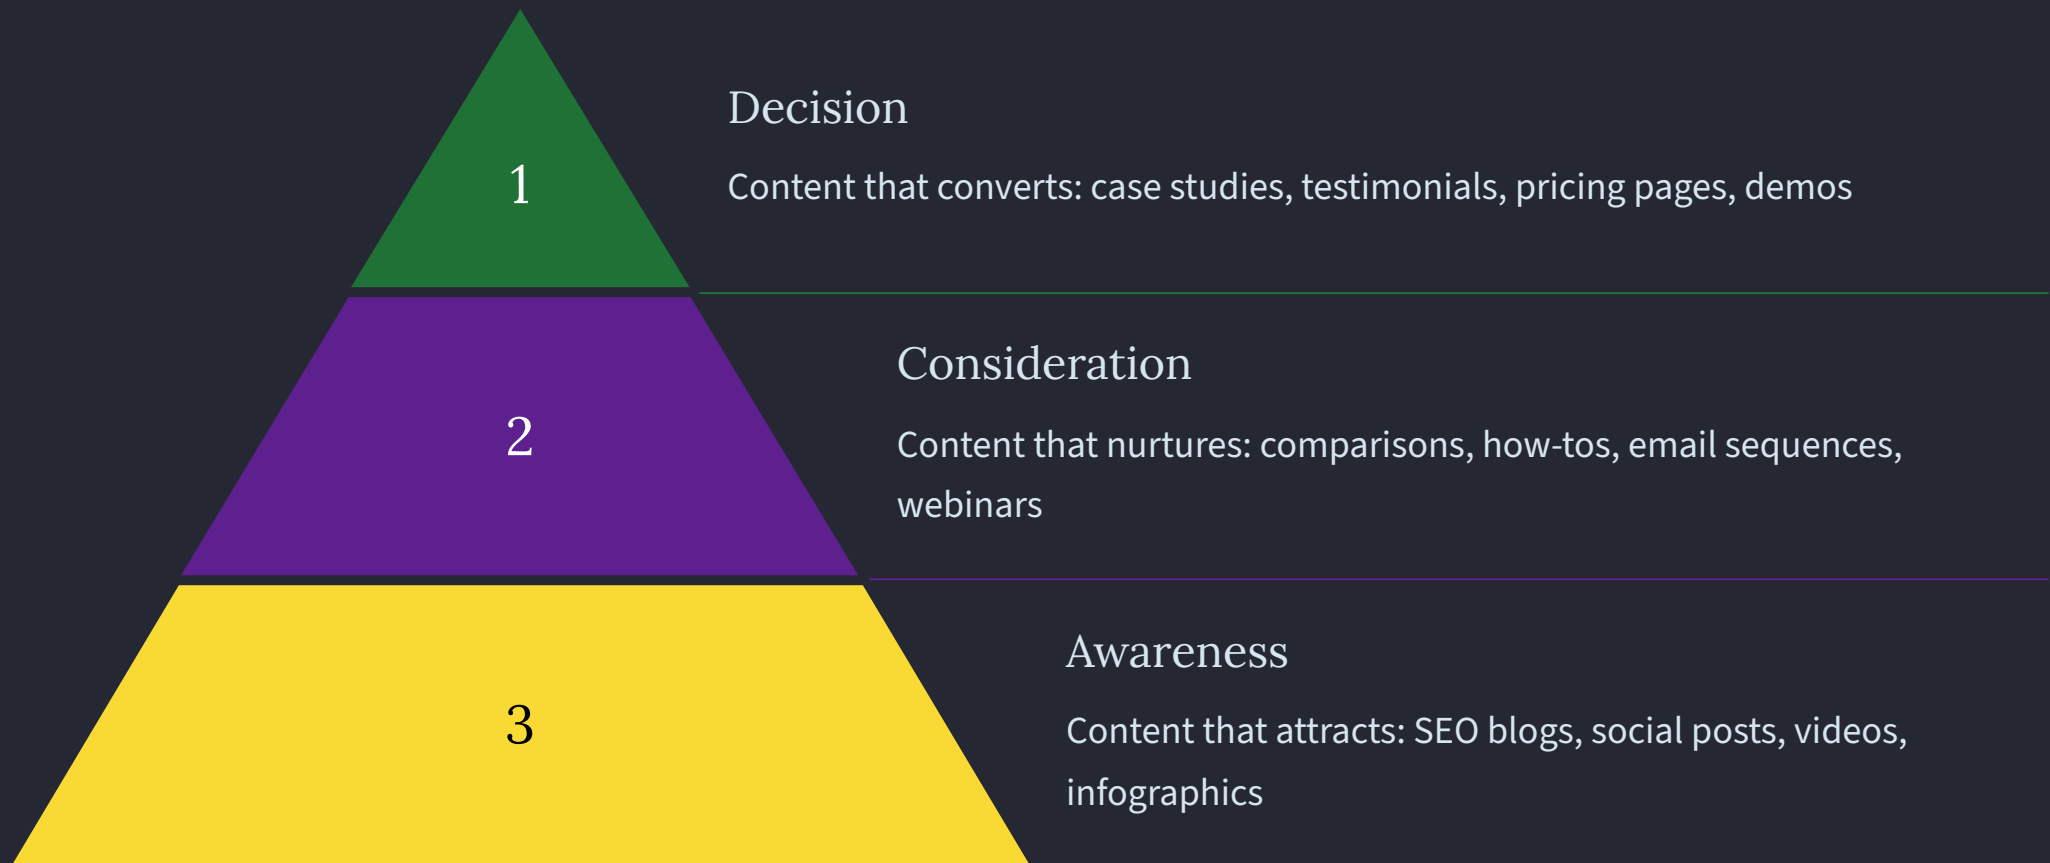 1
Decision
Content that converts: case studies, testimonials, pricing pages, demos
2
Consideration
Content that nurtures: comparisons, how-tos, email sequences,
webinars
3
Awareness
Content that attracts: SEO blogs, social posts, videos,
infographics